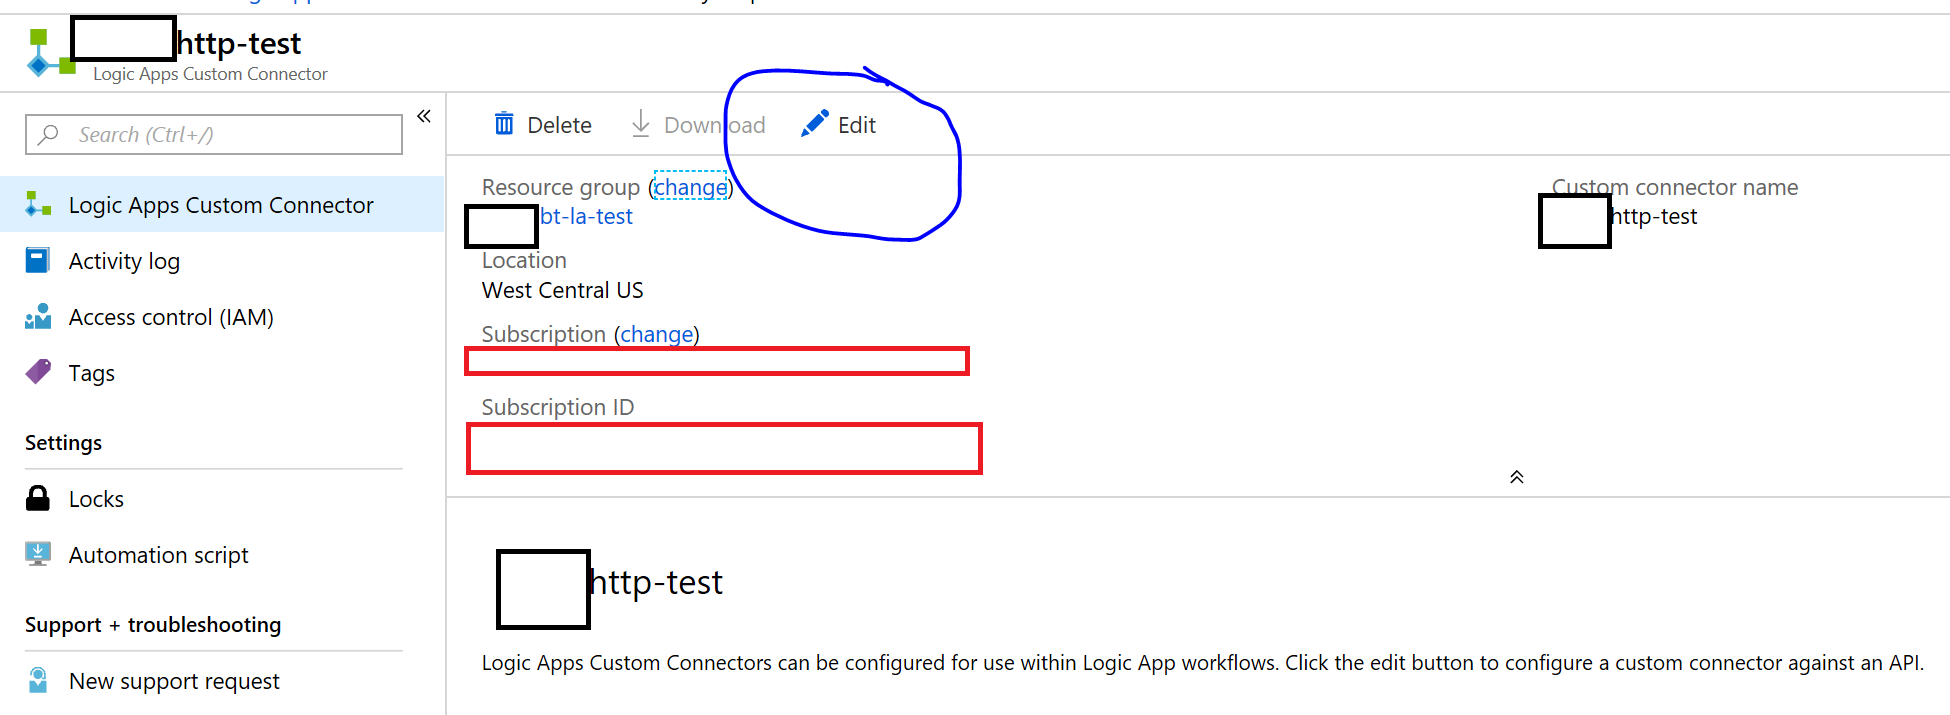 http-test
Logic Apps Custom Connector
Search (Ctrl+/)
Logic Apps Custom Connector
Activity log
Access control (IAM)
Tags
Settings
Locks
Automation script
Support + troubleshooting
New support request
Delete
Download
Edit
Resource group (change)
bt-la-test
Location
West Central US
Subscription (change)
Subscription ID
Custom connector name
http-test
http-test
Logic Apps Custom Connectors can be configured for use within Logic App workflows. Click the edit button to configure a custom connector against an API.